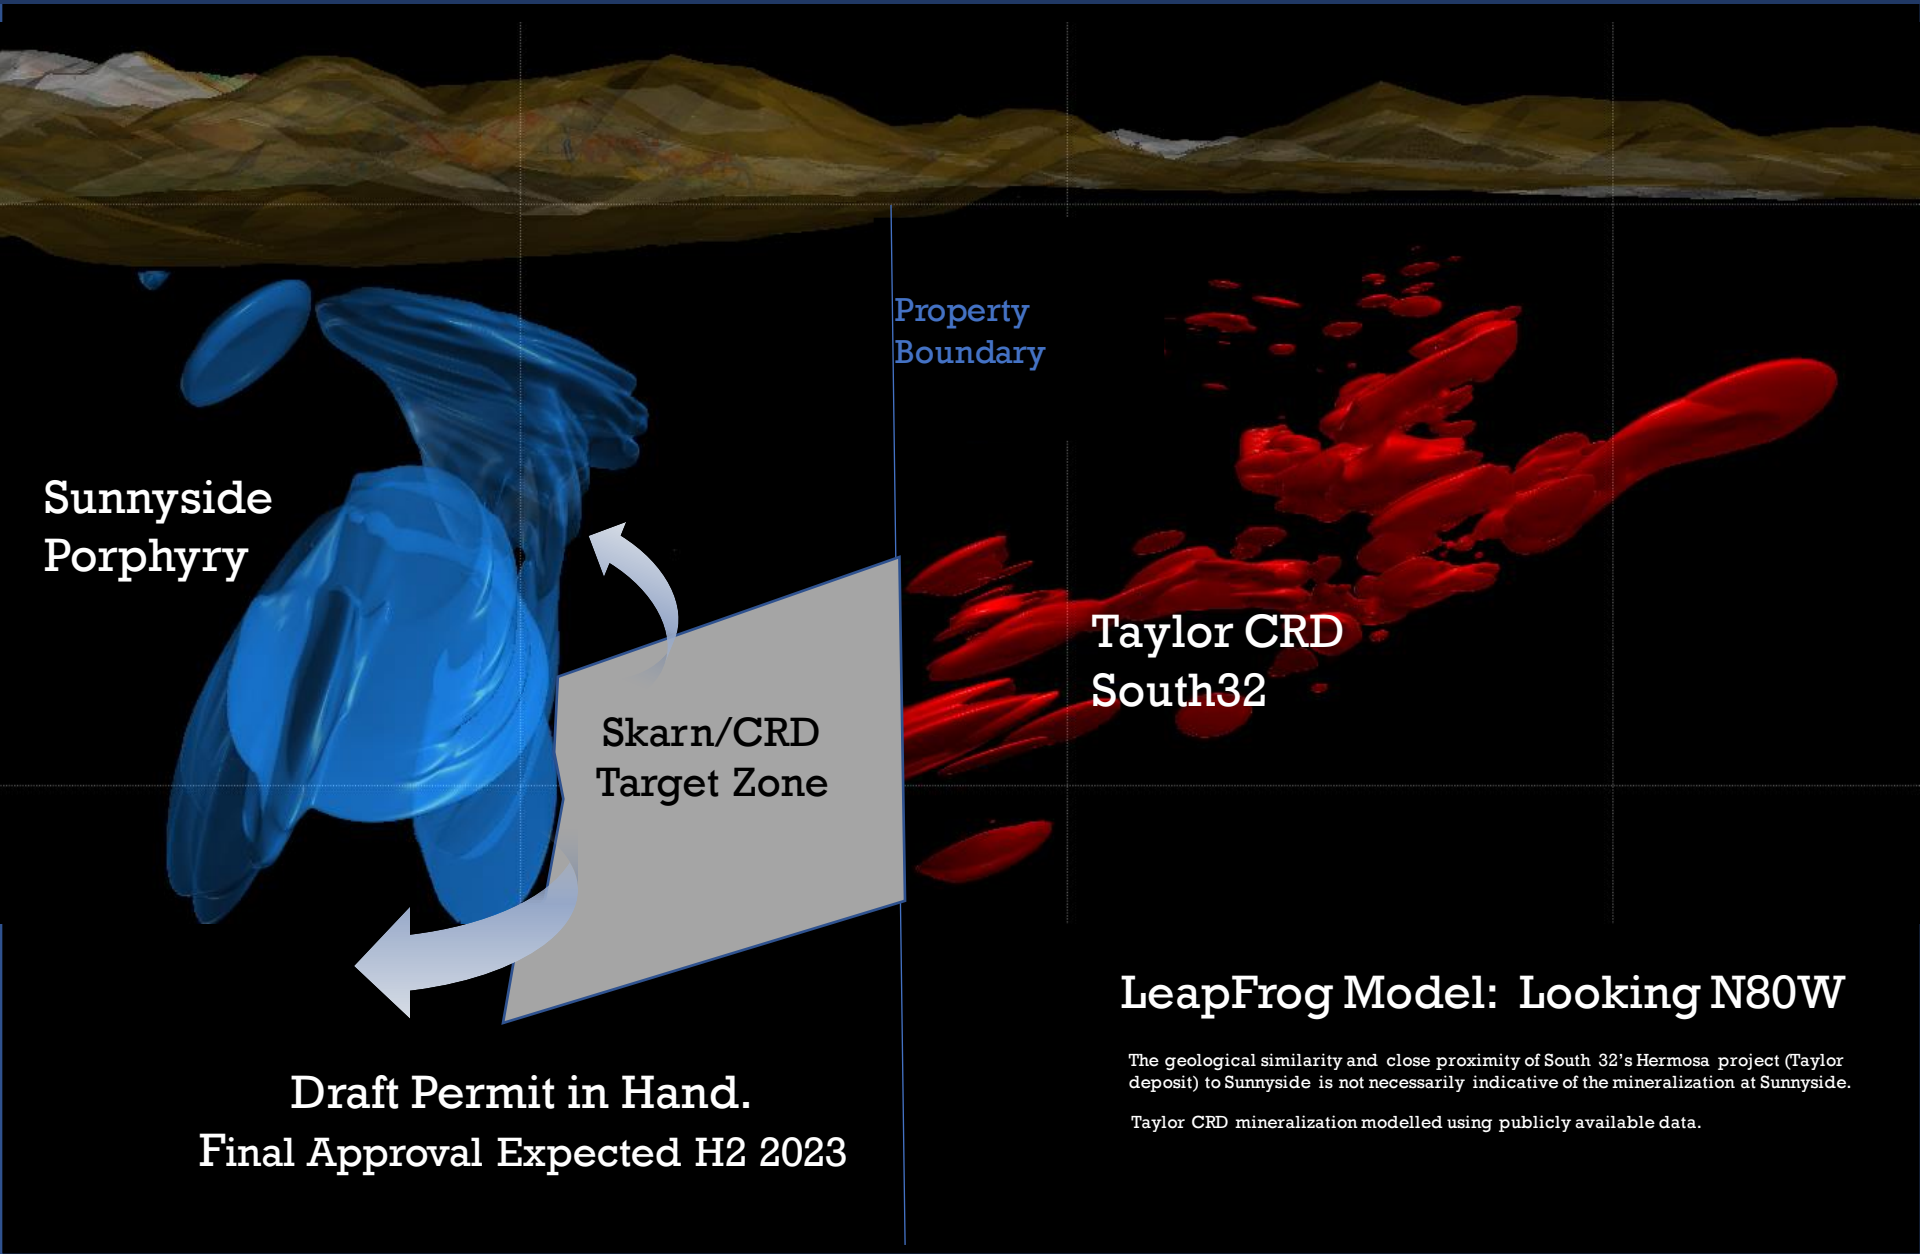 Property
Boundary
Sunnyside
Porphyry
Taylor CRD
South32
Skarn/CRD
Target Zone
LeapFrog Model: Looking N80W
The geological similarity and close proximity of South 32's Hermosa project (Taylor
deposit) to Sunnyside is not necessarily indicative of the mineralization at Sunnyside.
Taylor CRD mineralization modelled using publicly available data.
Draft Permit in Hand.
Final Approval Expected H2 2023